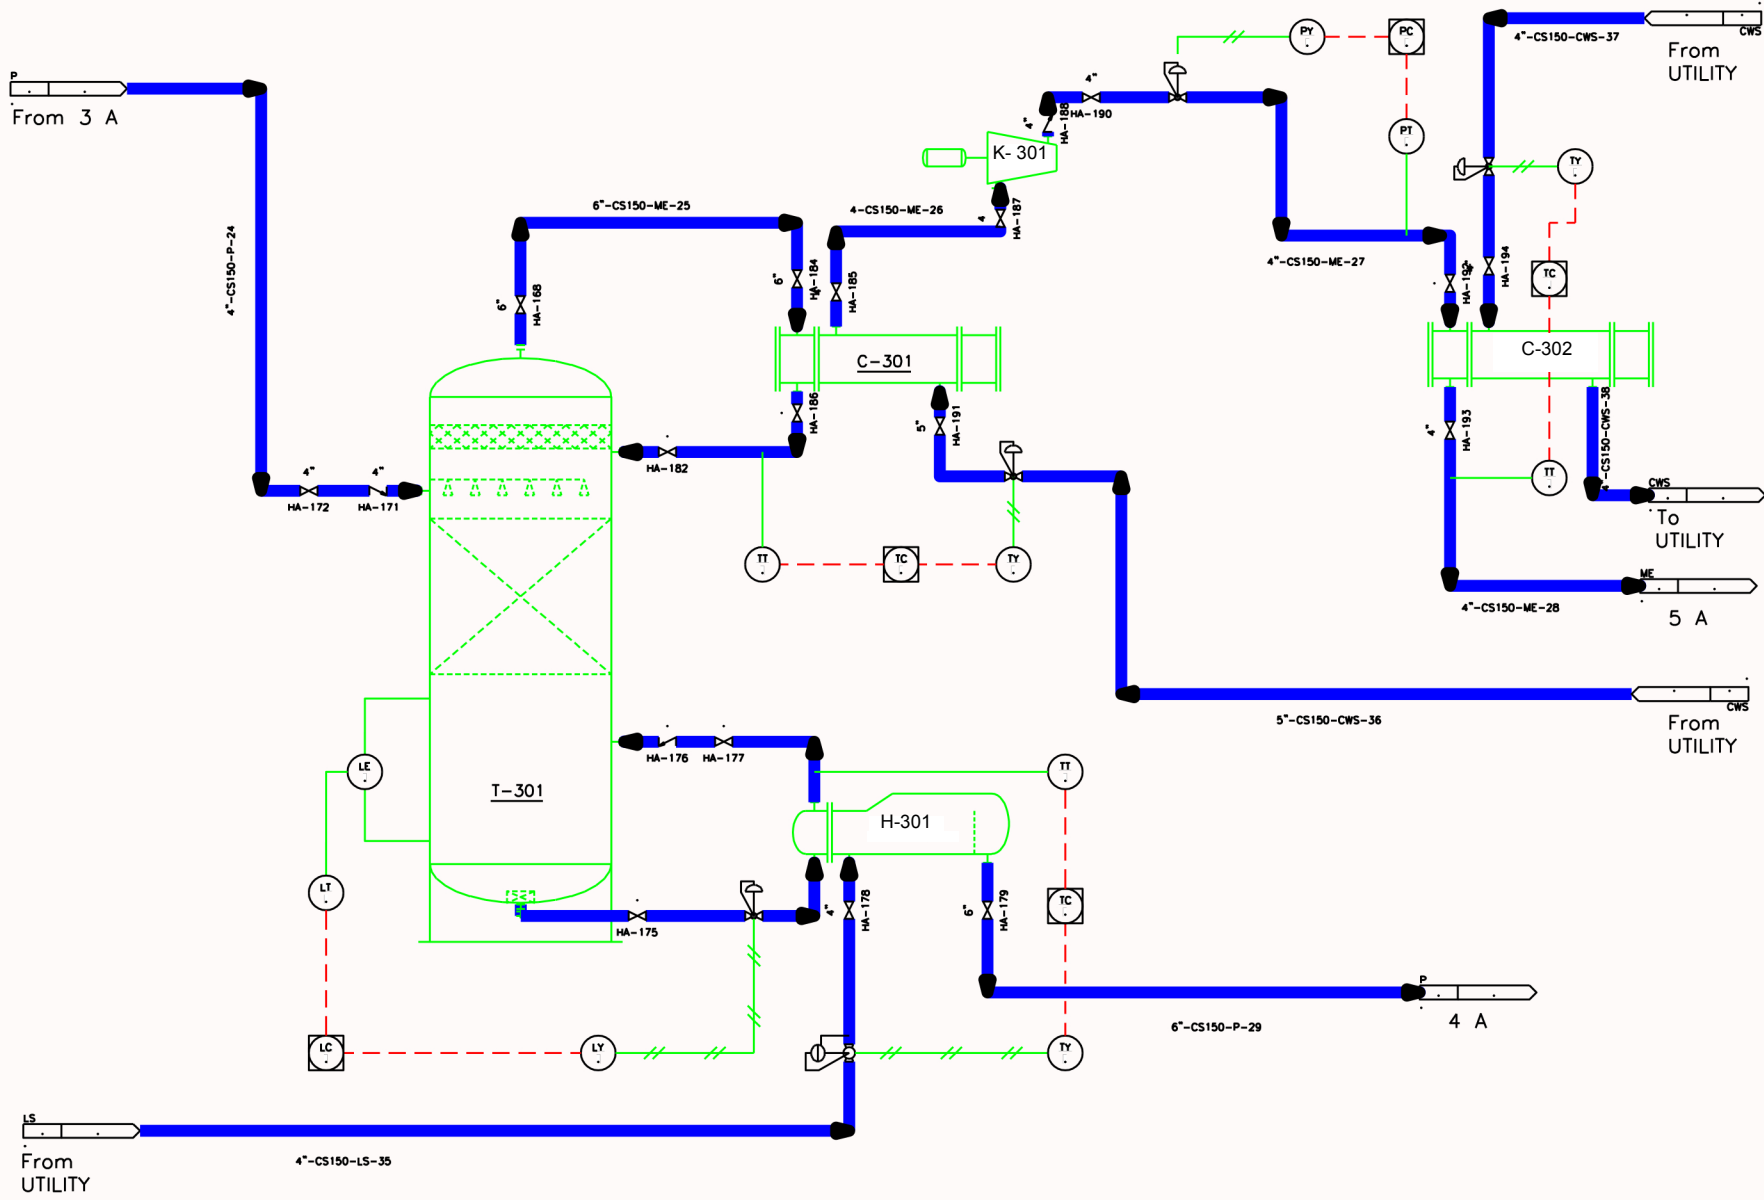 P
From 3 A
4"-CS150-P-24
4"
HA-172
4"
HA-171
6"-CS150-ME-25
6"
HA-168
6"
HA-184
HA-185
4-CS150-ME-26
4
HA-187
K-301
4"
HA-188
4"
HA-190
PY
PC
PT
4"-CS150-ME-27
4"-CS150-CWS-37
CWS
From
UTILITY
TY
TC
HA-192
HA-194
C-301
C-302
HA-186
HA-182
5"
HA-191
TT
TC
TY
4"
HA-193
TT
4"-CS150-CWS-38
CWS
To
UTILITY
ME
4"-CS150-ME-28
5 A
5"-CS150-CWS-36
CWS
From
UTILITY
LE
T-301
HA-176
HA-177
TT
H-301
LT
TC
HA-175
4"
HA-178
6"
HA-179
P
4 A
6"-CS150-P-29
LC
LY
TY
LS
From
UTILITY
4"-CS150-LS-35